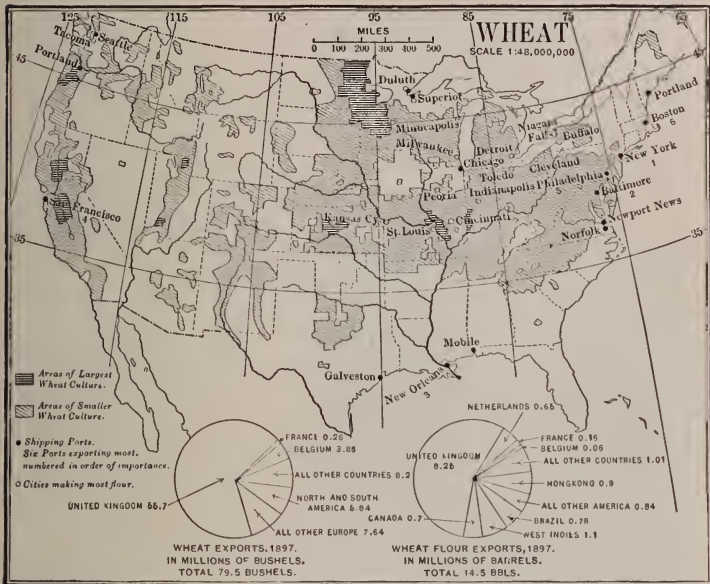 WHEAT
SCALE 1:48,000,000
MILES
0 100 200 300 400 500
125
115
105
95
85
45
45
35
35
Tacoma
Seattle
Portland
San Francisco
4
Duluth
Superior
Minneapolis
Milwaukee
Chicago
Detroit
Toledo
Cleveland
Niagara
Falls
Buffalo
Portland
Boston
6
New York
1
Philadelphia
5
Baltimore
2
Newport News
Norfolk
Indianapolis
Peoria
Cincinnati
St. Louis
Kansas Cy.
Mobile
New Orleans
3
Galveston
Areas of Largest
Wheat Culture.
Areas of Smaller
Wheat Culture.
Shipping Ports.
Six Ports exporting most,
numbered in order of importance.
Cities making most flour.
FRANCE 0.26
BELGIUM 3.86
ALL OTHER COUNTRIES 8.2
NORTH AND SOUTH
AMERICA 5.84
ALL OTHER EUROPE 7.64
UNITED KINGDOM 55.7
WHEAT EXPORTS, 1897.
IN MILLIONS OF BUSHELS.
TOTAL 79.5 BUSHELS.
NETHERLANDS 0.66
FRANCE 0.16
BELGIUM 0.06
ALL OTHER COUNTRIES 1.01
HONGKONG 0.9
ALL OTHER AMERICA 0.84
BRAZIL 0.78
WEST INDIES 1.1
CANADA 0.7
UNITED KINGDOM
8.26
WHEAT FLOUR EXPORTS, 1897.
IN MILLIONS OF BARRELS.
TOTAL 14.5 BBLS.